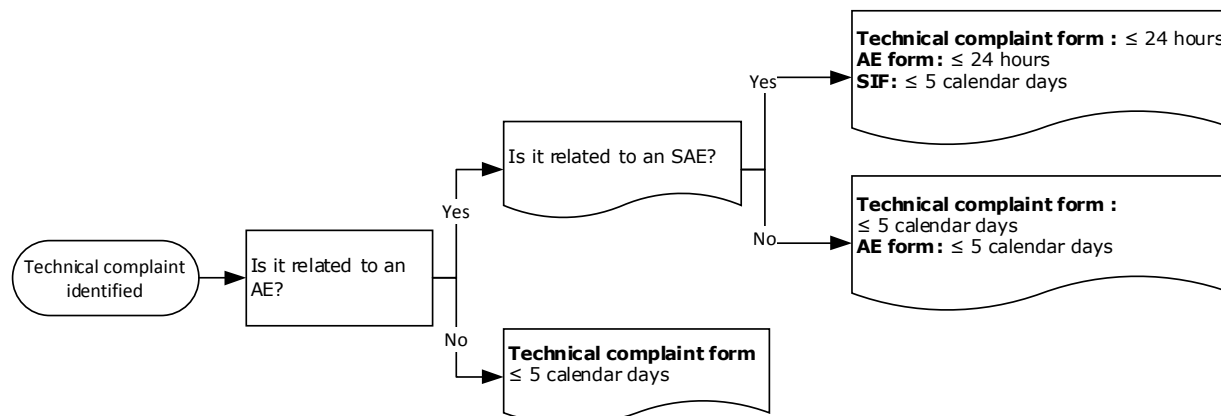 Technical complaint
identified
Is it related to an
AE?
Yes
No
Is it related to an SAE?
Technical complaint form
≤ 5 calendar days
Yes
No
Technical complaint form : ≤ 24 hours
AE form: ≤ 24 hours
SIF: ≤ 5 calendar days
Technical complaint form :
≤ 5 calendar days
AE form: ≤ 5 calendar days